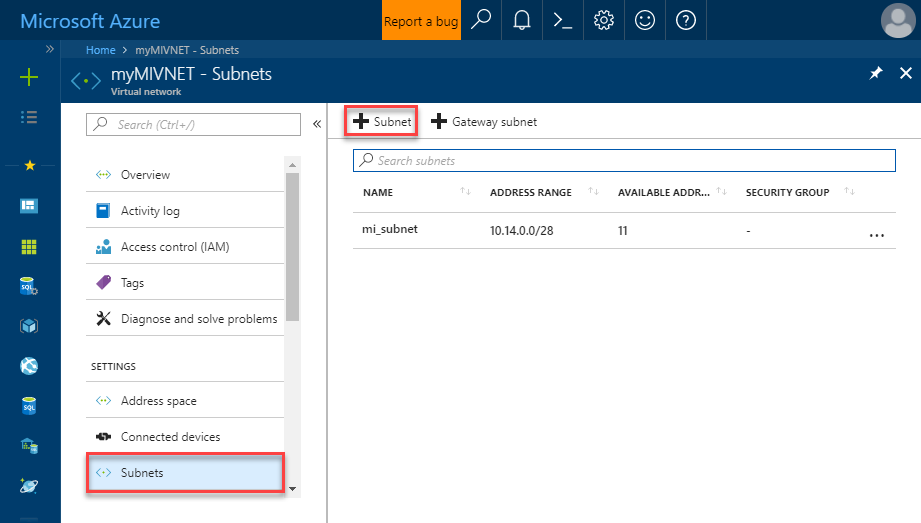 Microsoft Azure
Report a bug
Home > myMIVNET - Subnets
myMIVNET - Subnets
Virtual network
Search (Ctrl+/)
Overview
Activity log
Access control (IAM)
Tags
Diagnose and solve problems
SETTINGS
Address space
Connected devices
Subnets
Subnet
Gateway subnet
Search subnets
NAME ADDRESS RANGE AVAILABLE ADDR... SECURITY GROUP
mi_subnet 10.14.0.0/28 11 - ...
SQL
SQL